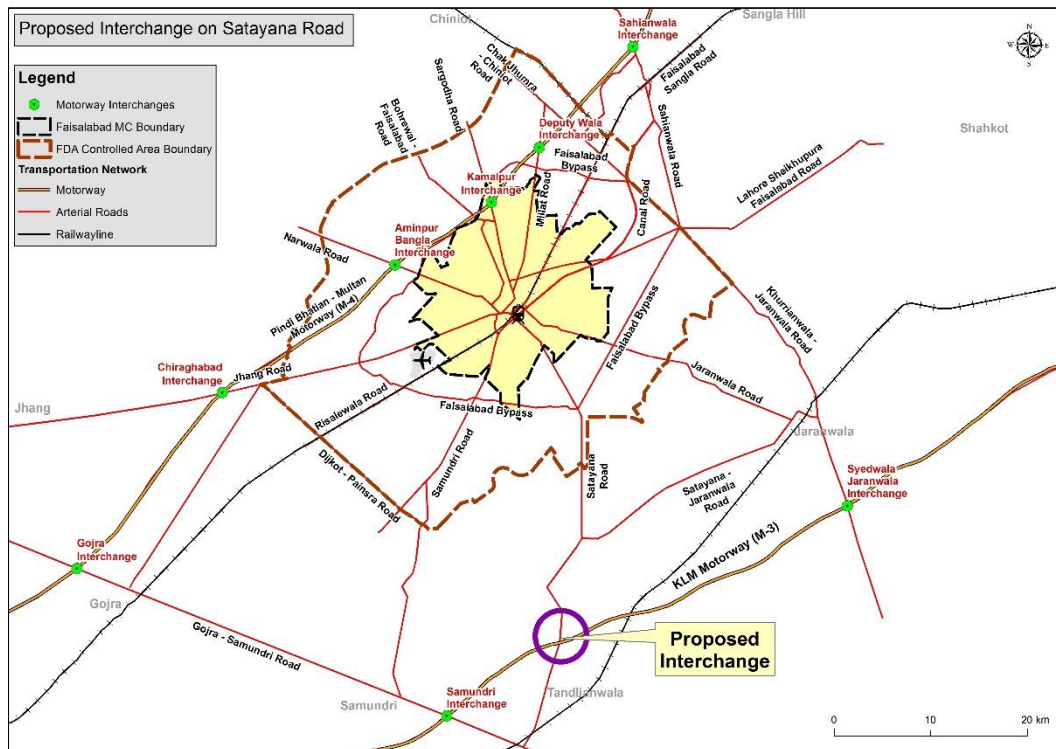 Proposed Interchange on Satayana Road
Legend
Motorway Interchanges
Faisalabad MC Boundary
FDA Controlled Area Boundary
Transportation Network
Motorway
Arterial Roads
Railwayline
Chiniot
Sangla Hill
Sahianwala
Interchange
N
W
E
S
Chak Jhumra
- Chiniot
Road
Faisalabad
Sangla Road
Sargodha Road
Bohrewal -
Faisalabad
Road
Deputy Wala
Interchange
Faisalabad
Bypass
Sahianwala Road
Shahkot
Lahore Shaikhupura
Faisalabad Road
Kamalpur
Interchange
Millat Road
Canal Road
Aminpur
Bangla
Interchange
Narwala Road
Pindi Bhatian - Multan
Motorway (M-4)
Khurrianwala -
Jaranwala Road
Faisalabad Bypass
Chiraghabad
Interchange
Jhang Road
Jaranwala Road
Jhang
Risalewala Road
Faisalabad Bypass
Jaranwala
Samundri Road
Dijkot - Painsra Road
Satayana
Road
Satayana -
Jaranwala
Road
Syedwala
Jaranwala
Interchange
KLM Motorway (M-3)
Gojra
Interchange
Gojra
Gojra - Samundri Road
Proposed
Interchange
Samundri
Samundri
Interchange
Tandlianwala
0 10 20 km